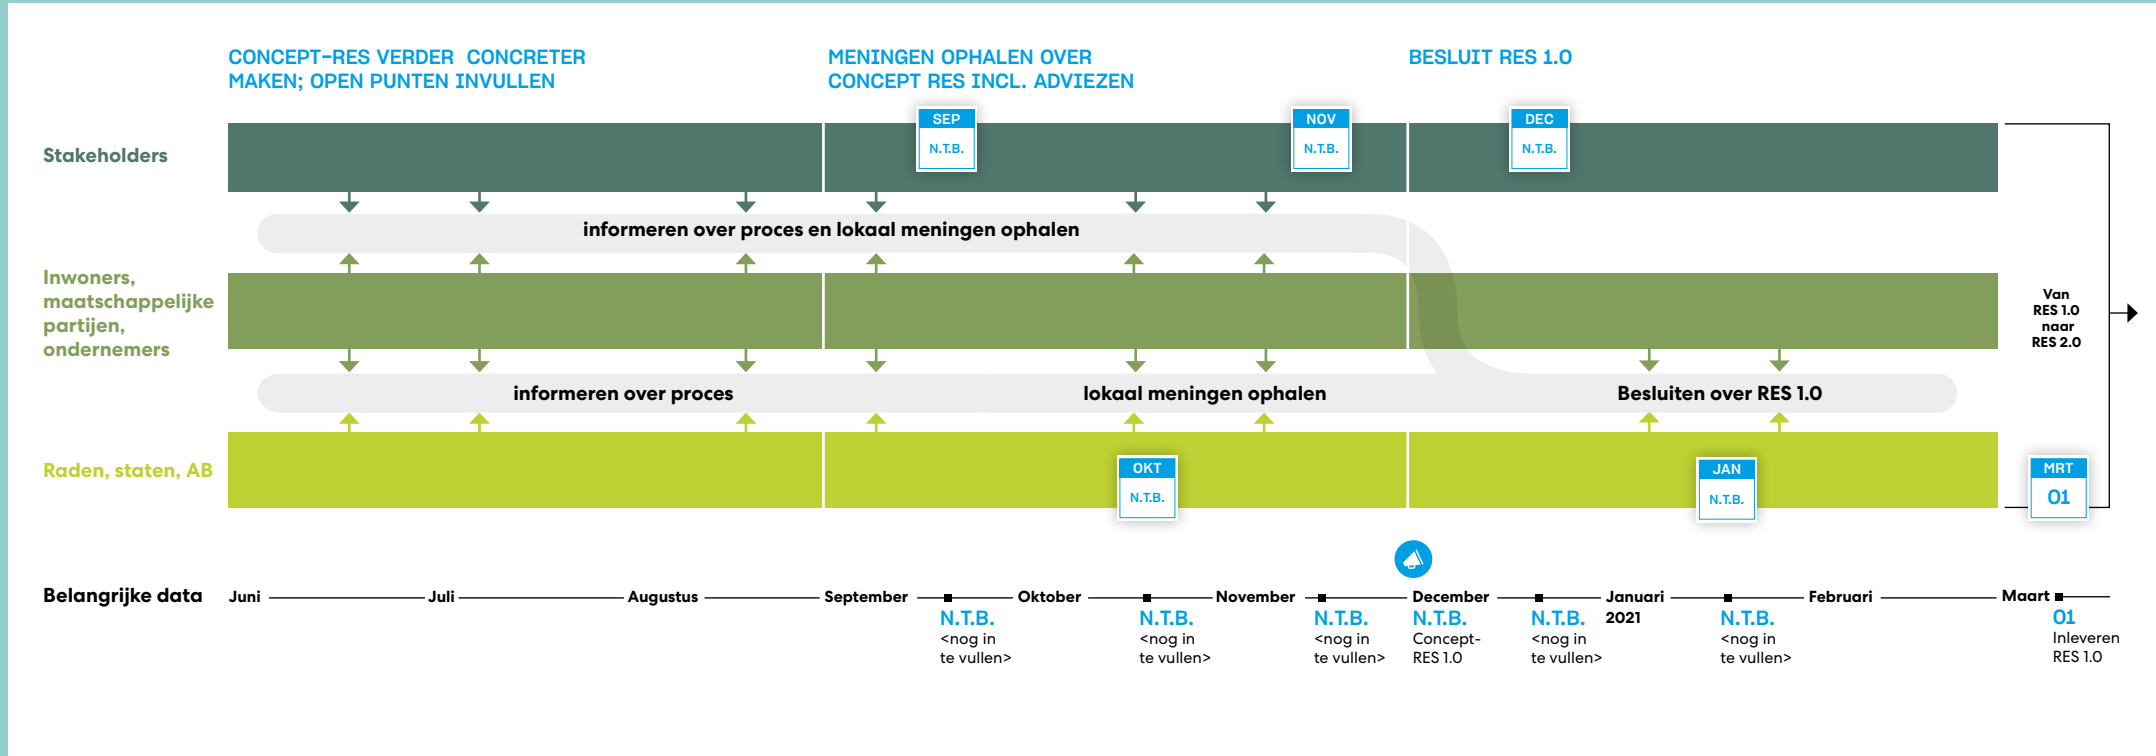 CONCEPT-RES VERDER CONCRETER
MAKEN; OPEN PUNTEN INVULLEN
MENINGEN OPHALEN OVER
CONCEPT RES INCL. ADVIEZEN
BESLUIT RES 1.0
Stakeholders
SEP
N.T.B.
NOV
N.T.B.
DEC
N.T.B.
informeren over proces en lokaal meningen ophalen
Inwoners,
maatschappelijke
partijen,
ondernemers
Van
RES 1.0
naar
RES 2.0
informeren over proces
lokaal meningen ophalen
Besluiten over RES 1.0
Raden, staten, AB
OKT
N.T.B.
JAN
N.T.B.
MRT
01
Belangrijke data
Juni
Juli
Augustus
September
Oktober
November
December
Januari
2021
Februari
Maart
N.T.B.
<nog in
te vullen>
N.T.B.
<nog in
te vullen>
N.T.B.
<nog in
te vullen>
N.T.B.
Concept-
RES 1.0
N.T.B.
<nog in
te vullen>
N.T.B.
<nog in
te vullen>
01
Inleveren
RES 1.0